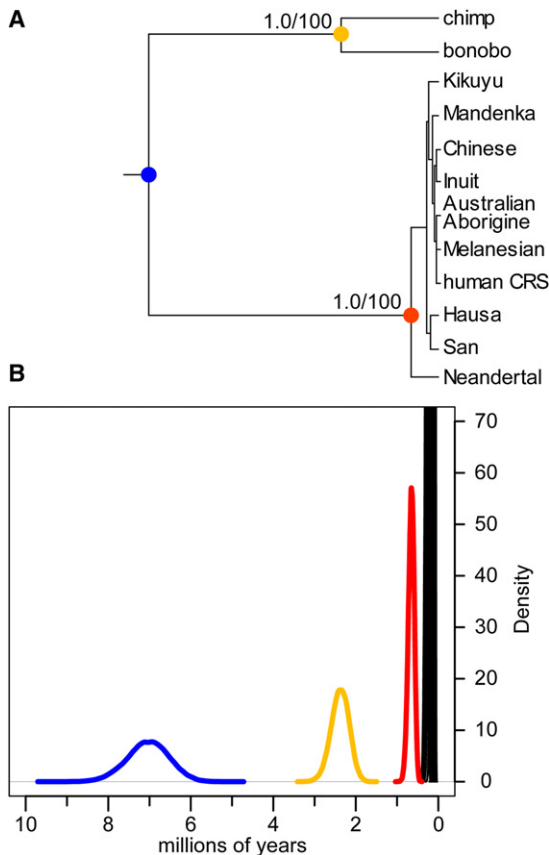 A
1.0/100
chimp
bonobo
Kikuyu
Mandenka
Chinese
Inuit
Australian
Aborigine
Melanesian
1.0/100
human CRS
Hausa
San
Neandertal
B
70
60
50
40
30
20
10
0
Density
10 8 6 4 2 0
millions of years